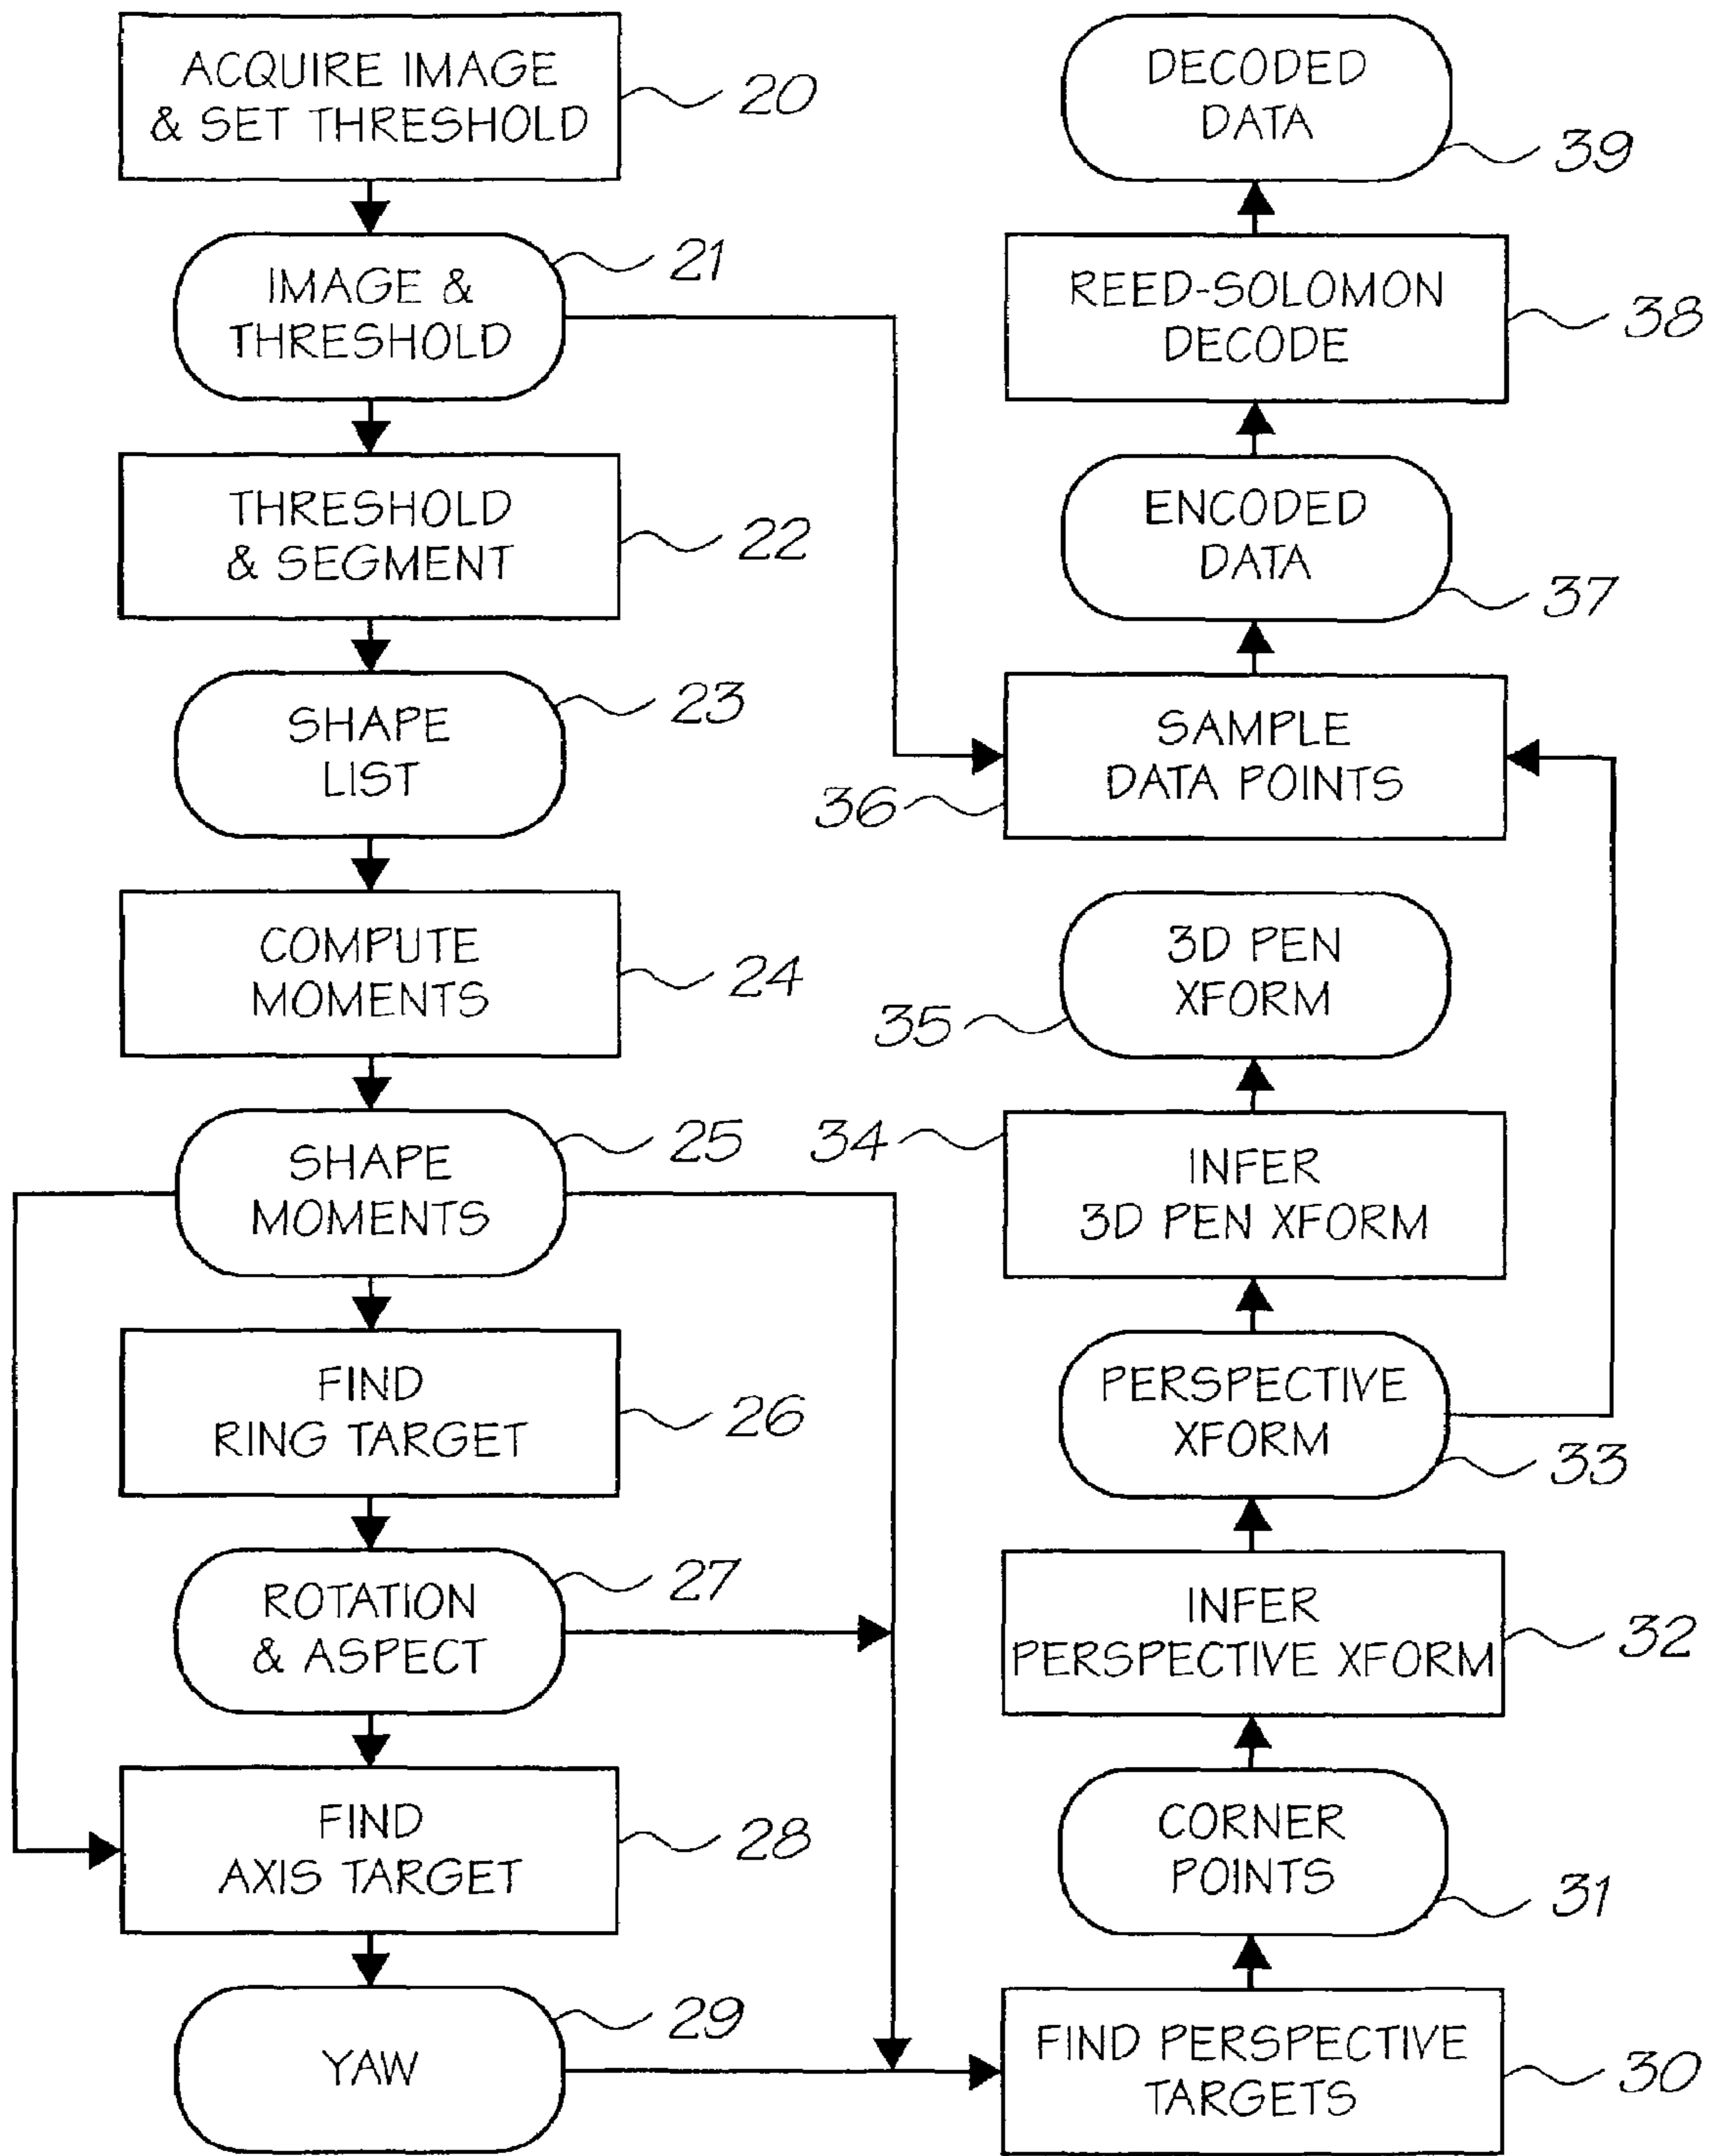 ACQUIRE IMAGE
& SET THRESHOLD
20
IMAGE &
THRESHOLD
21
THRESHOLD
& SEGMENT
22
SHAPE
LIST
23
COMPUTE
MOMENTS
24
SHAPE
MOMENTS
25
FIND
RING TARGET
26
ROTATION
& ASPECT
27
FIND
AXIS TARGET
28
YAW
29
DECODED
DATA
39
REED-SOLOMON
DECODE
38
ENCODED
DATA
37
SAMPLE
DATA POINTS
36
3D PEN
XFORM
35
INFER
3D PEN XFORM
34
PERSPECTIVE
XFORM
33
INFER
PERSPECTIVE XFORM
32
CORNER
POINTS
31
FIND PERSPECTIVE
TARGETS
30